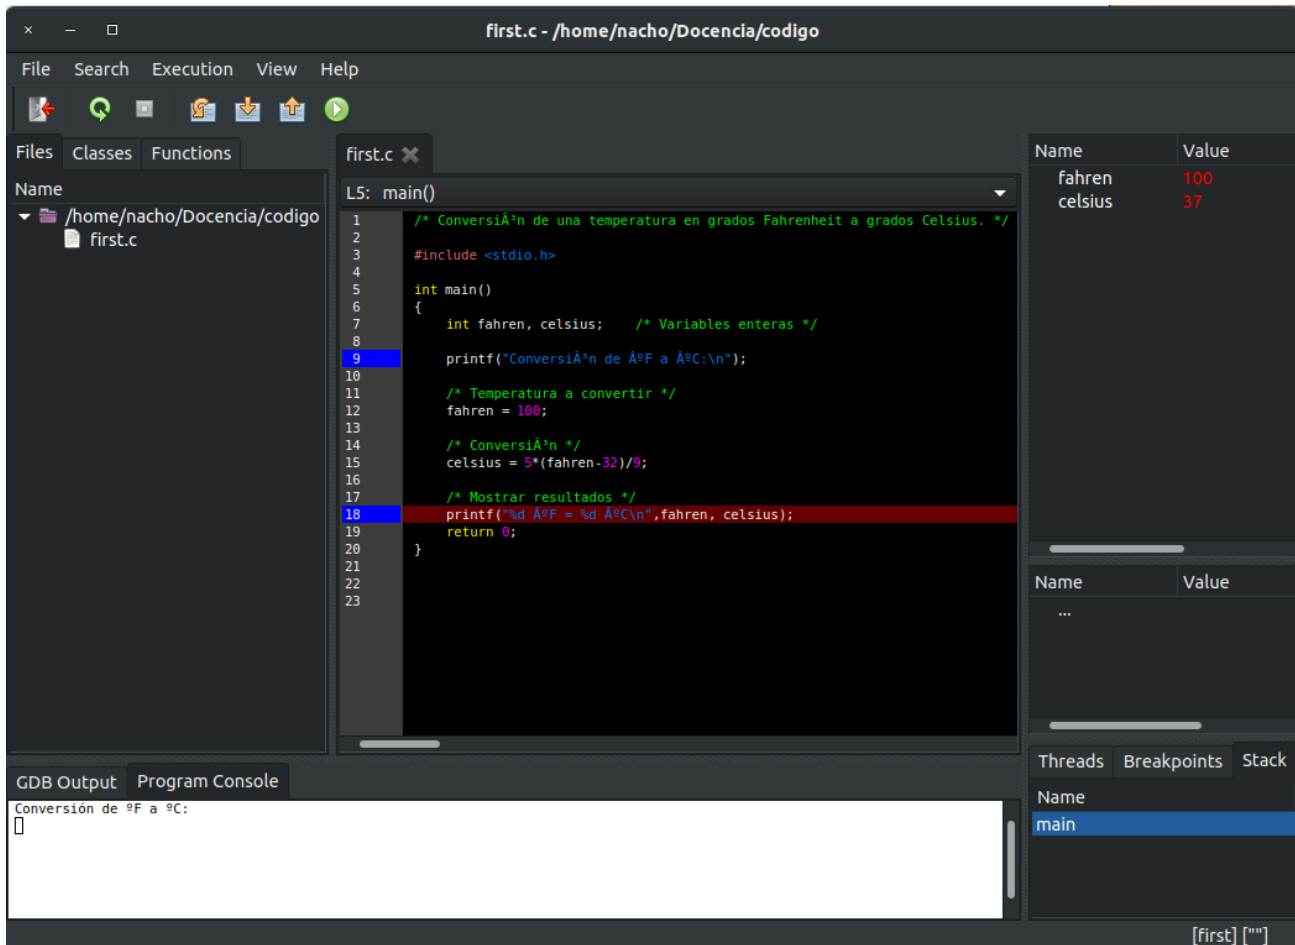 first.c - /home/nacho/Docencia/codigo
File Search Execution View Help
Files Classes Functions
Name
/home/nacho/Docencia/codigo
first.c
first.c
L5: main()
1 /* ConversiÃ³n de una temperatura en grados Fahrenheit a grados Celsius. */
2
3 #include <stdio.h>
4
5 int main()
6 {
7 int fahren, celsius; /* Variables enteras */
8
9 printf("ConversiÃ³n de ÂºF a ÂºC:\n");
10
11 /* Temperatura a convertir */
12 fahren = 100;
13
14 /* ConversiÃ³n */
15 celsius = 5*(fahren-32)/9;
16
17 /* Mostrar resultados */
18 printf("%d ÂºF = %d ÂºC\n",fahren, celsius);
19 return 0;
20 }
21
22
23
Name Value
fahren 100
celsius 37
Name Value
...
Threads Breakpoints Stack
Name
main
GDB Output Program Console
Conversión de ºF a ºC:
[first] [""]